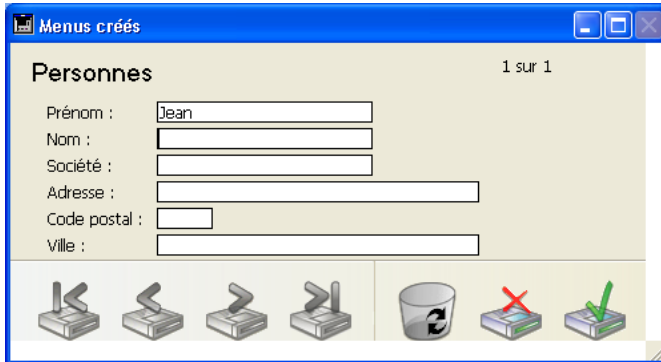 Menus créés
Personnes
1 sur 1
Prénom : Jean
Nom :
Société :
Adresse :
Code postal :
Ville :